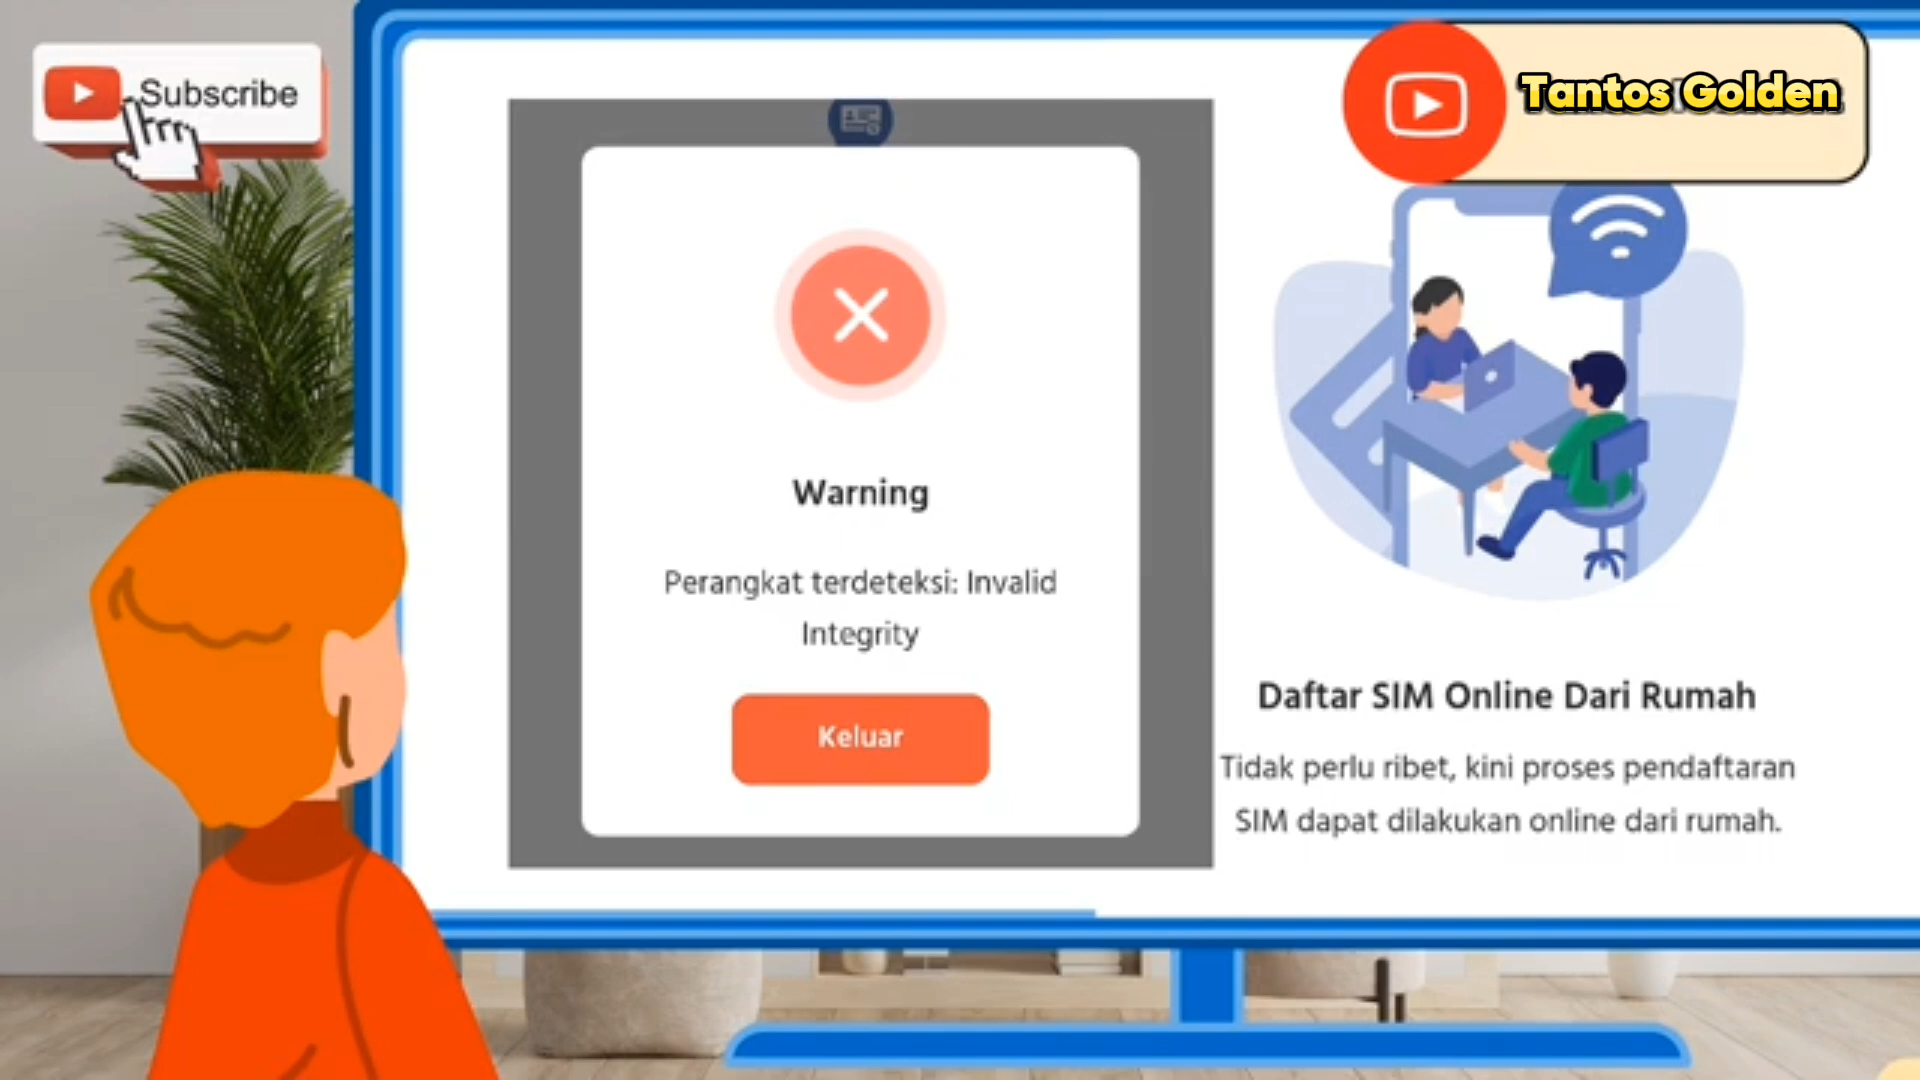 Subscribe
Tantos Golden
Warning
Perangkat terdeteksi: Invalid
Integrity
Keluar
Daftar SIM Online Dari Rumah
Tidak perlu ribet, kini proses pendaftaran
SIM dapat dilakukan online dari rumah.